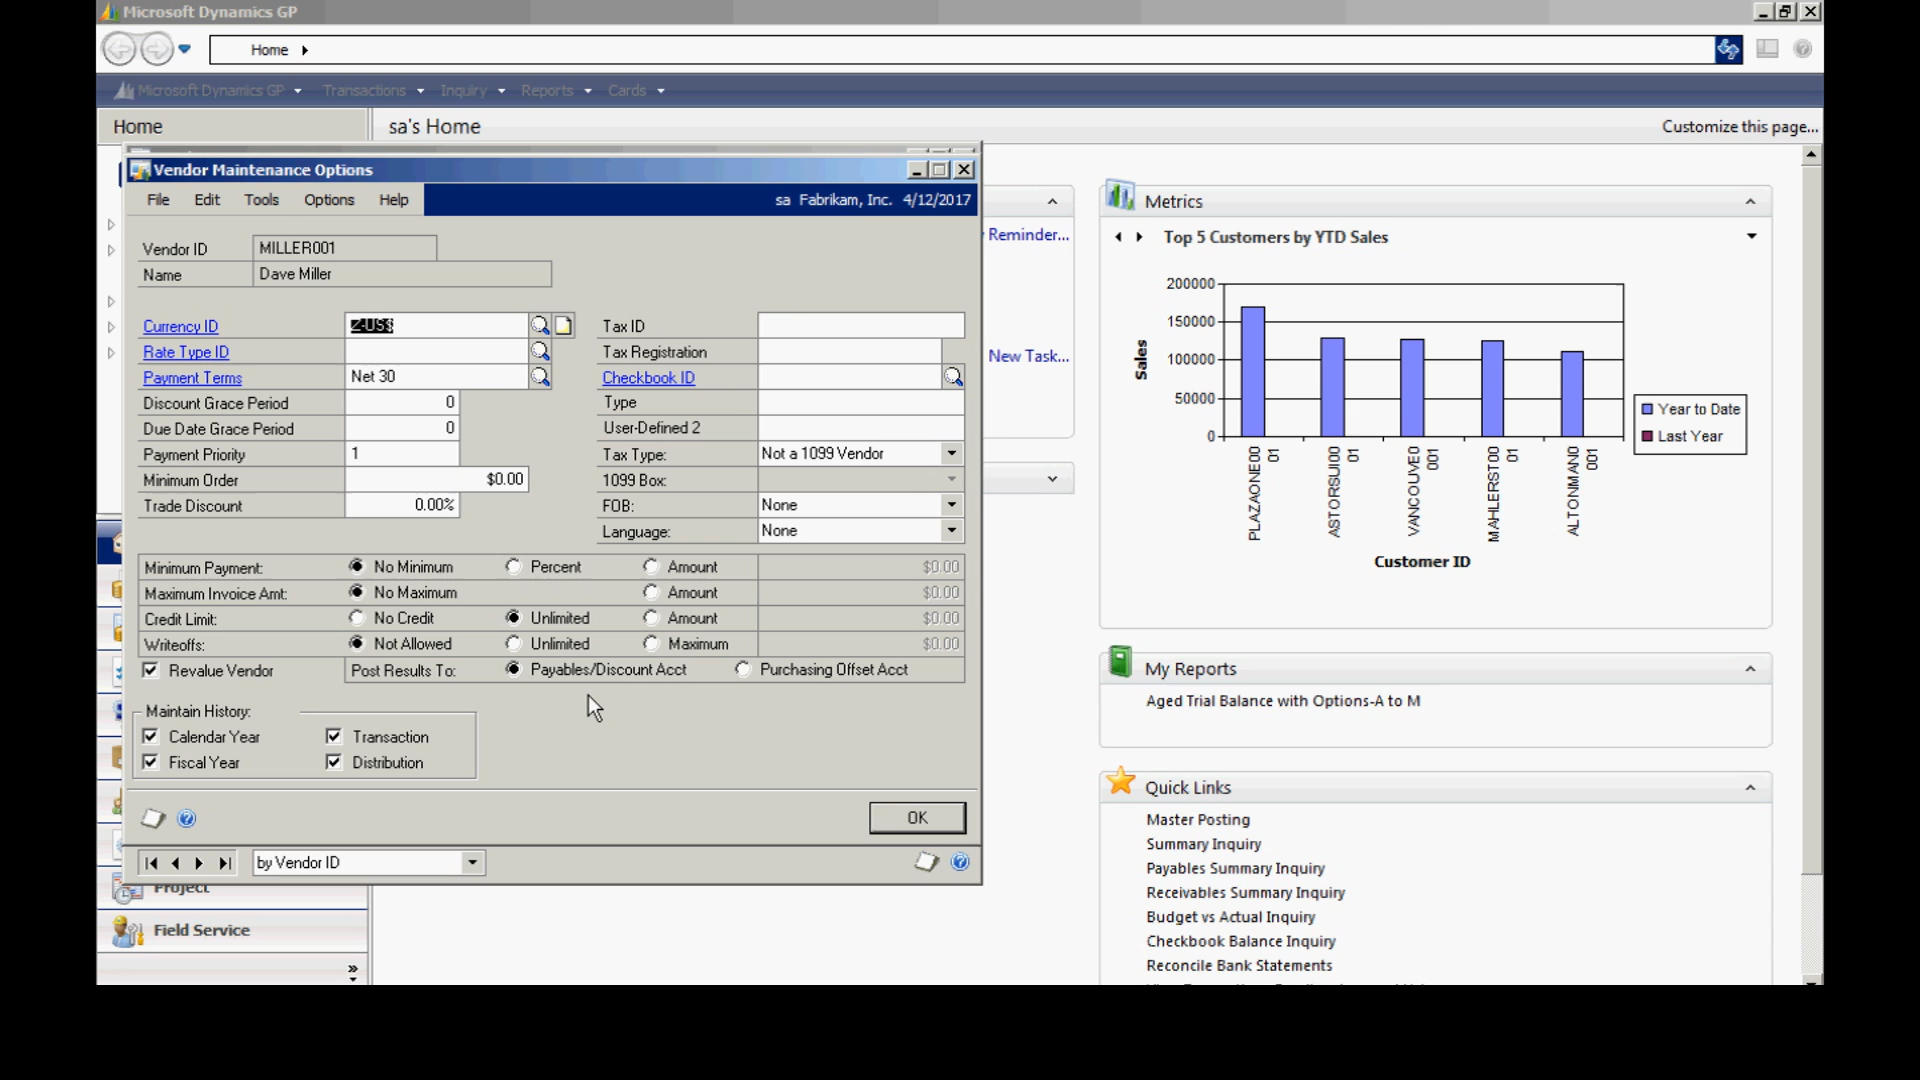 Microsoft Dynamics GP
Home
Microsoft Dynamics GP Transactions Inquiry Reports Cards
Home
sa's Home
Customize this page...
Vendor Maintenance Options
File Edit Tools Options Help
sa Fabrikam, Inc. 4/12/2017
Vendor ID MILLER001
Name Dave Miller
Currency ID Z-US$
Rate Type ID
Payment Terms Net 30
Discount Grace Period 0
Due Date Grace Period 0
Payment Priority 1
Minimum Order $0.00
Trade Discount 0.00%
Tax ID
Tax Registration
Checkbook ID
Type
User-Defined 2
Tax Type: Not a 1099 Vendor
1099 Box:
FOB: None
Language: None
Minimum Payment: No Minimum Percent Amount $0.00
Maximum Invoice Amt: No Maximum Amount $0.00
Credit Limit: No Credit Unlimited Amount $0.00
Writeoffs: Not Allowed Unlimited Maximum $0.00
Revalue Vendor Post Results To: Payables/Discount Acct Purchasing Offset Acct
Maintain History:
Calendar Year Transaction
Fiscal Year Distribution
OK
by Vendor ID
Project
Field Service
Reminder...
New Task...
Metrics
Top 5 Customers by YTD Sales
200000
150000
100000
50000
0
Sales
PLAZAONE00
01
ASTORSUI00
01
VANCOUVE0
001
MAHLERST00
01
ALTONMAN0
001
Customer ID
Year to Date
Last Year
My Reports
Aged Trial Balance with Options-A to M
Quick Links
Master Posting
Summary Inquiry
Payables Summary Inquiry
Receivables Summary Inquiry
Budget vs Actual Inquiry
Checkbook Balance Inquiry
Reconcile Bank Statements